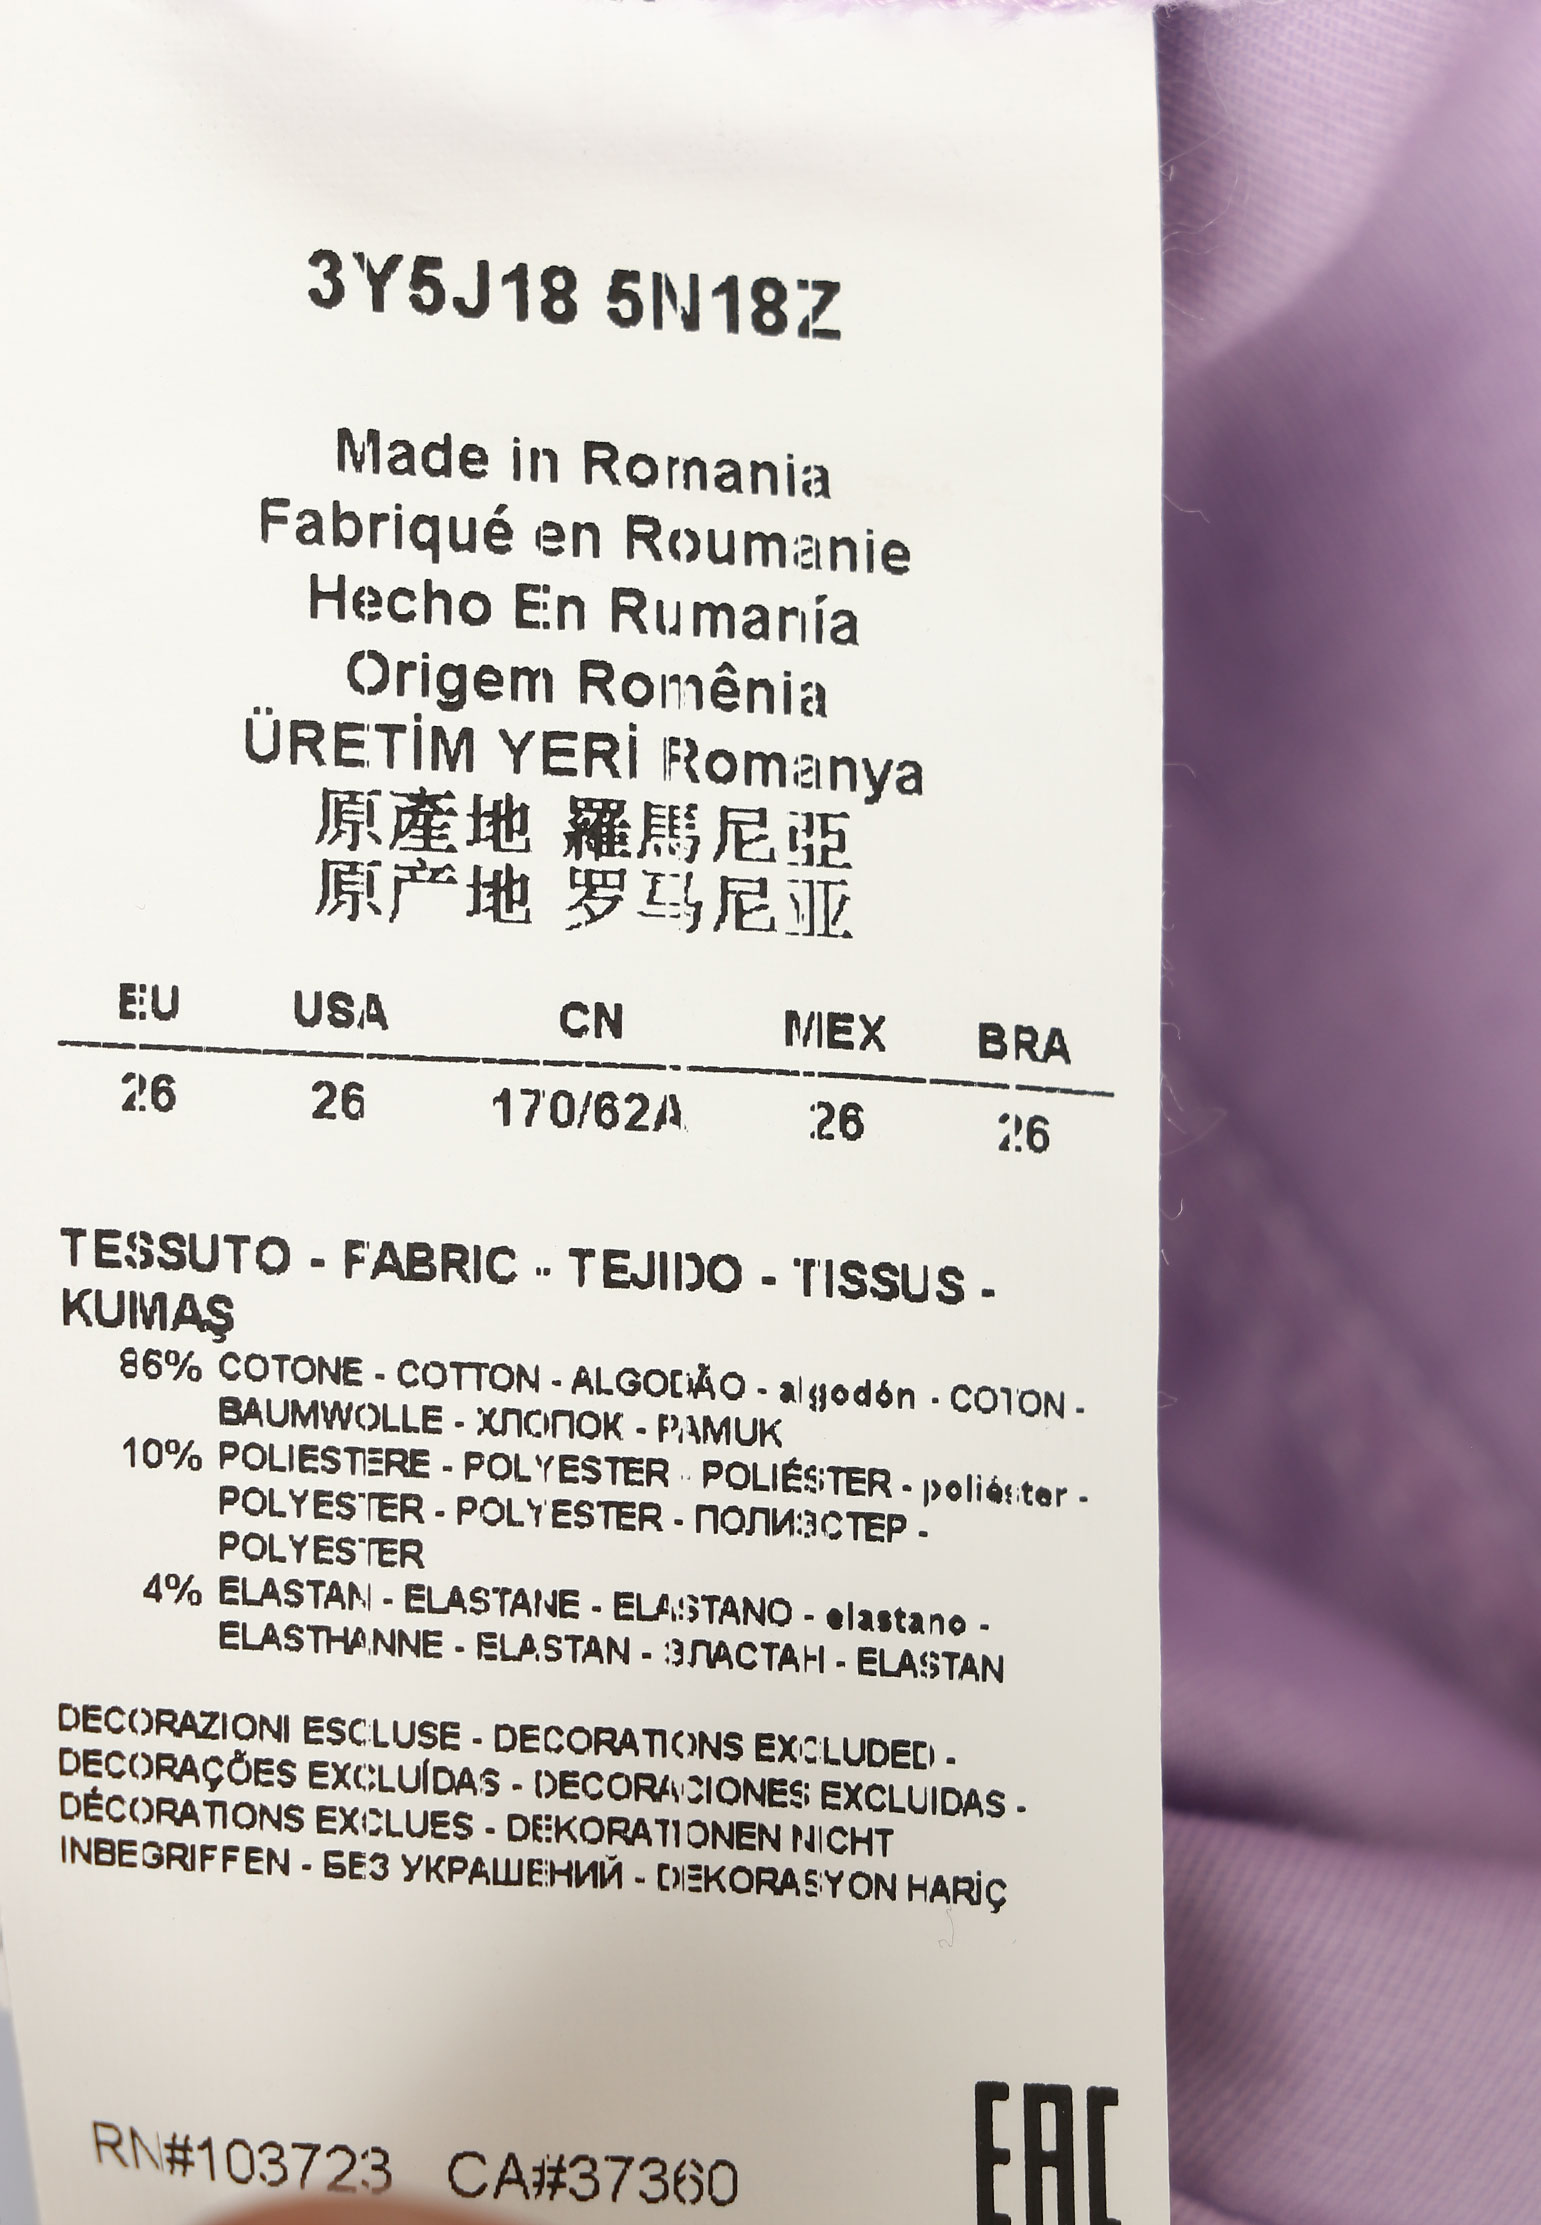 3Y5J18 5N18Z
Made in Romania
Fabriqué en Roumanie
Hecho En Rumanía
Origem Romênia
ÜRETİM YERİ Romanya
原產地 羅馬尼亞
原产地 罗马尼亚
EU USA CN MEX BRA
26 26 170/62A 26 26
TESSUTO - FABRIC - TEJIDO - TISSUS -
KUMAŞ
86% COTONE - COTTON - ALGODÃO - algodón - COTON -
BAUMWOLLE - ХЛОПОК - PAMUK
10% POLIESTERE - POLYESTER - POLIÉSTER - poliéster -
POLYESTER - POLYESTER - ПОЛИЭСТЕР -
POLYESTER
4% ELASTAN - ELASTANE - ELASTANO - elastano -
ELASTHANNE - ELASTAN - ЭЛАСТАН - ELASTAN
DECORAZIONI ESCLUSE - DECORATIONS EXCLUDED -
DECORAÇÕES EXCLUÍDAS - DECORACIONES EXCLUIDAS -
DÉCORATIONS EXCLUES - DEKORATIONEN NICHT
INBEGRIFFEN - БЕЗ УКРАШЕНИЙ - DEKORASYON HARİÇ
RN#103723 CA#37360
EAC